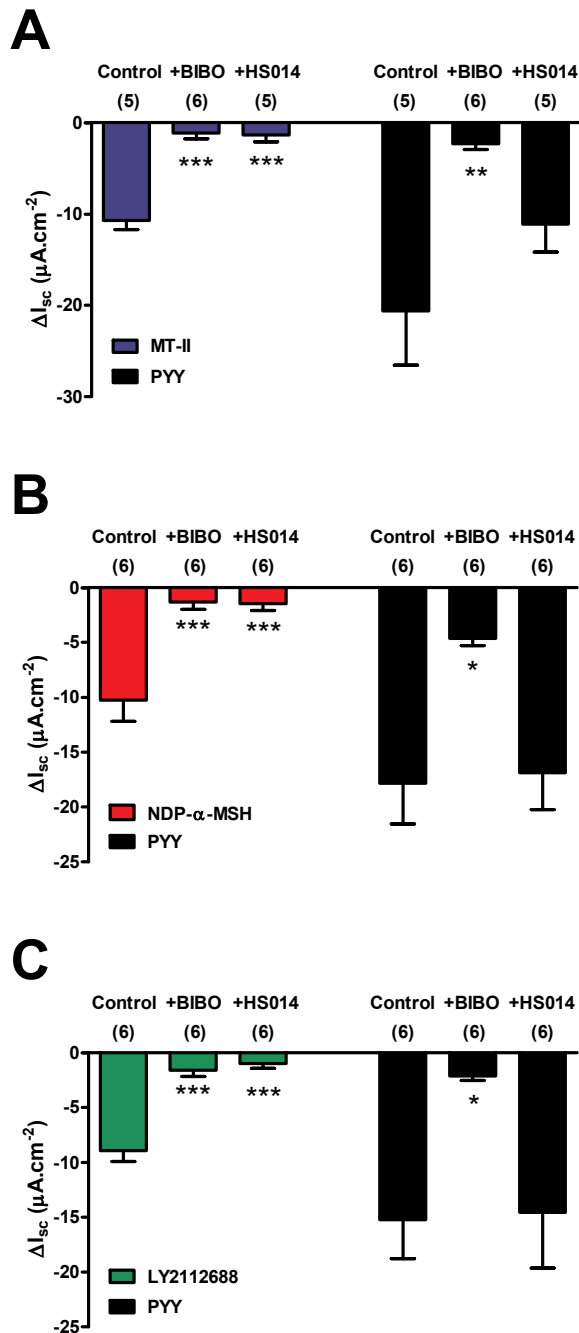 A
Control +BIBO +HS014 Control +BIBO +HS014
(5) (6) (5) (5) (6) (5)
0
-10
-20
-30
ΔIsc (µA.cm-2)
*** *** **
MT-II
PYY
B
Control +BIBO +HS014 Control +BIBO +HS014
(6) (6) (6) (6) (6) (6)
0
-5
-10
-15
-20
-25
ΔIsc (µA.cm-2)
*** *** *
NDP-α-MSH
PYY
C
Control +BIBO +HS014 Control +BIBO +HS014
(6) (6) (6) (6) (6) (6)
0
-5
-10
-15
-20
-25
ΔIsc (µA.cm-2)
*** *** *
LY2112688
PYY